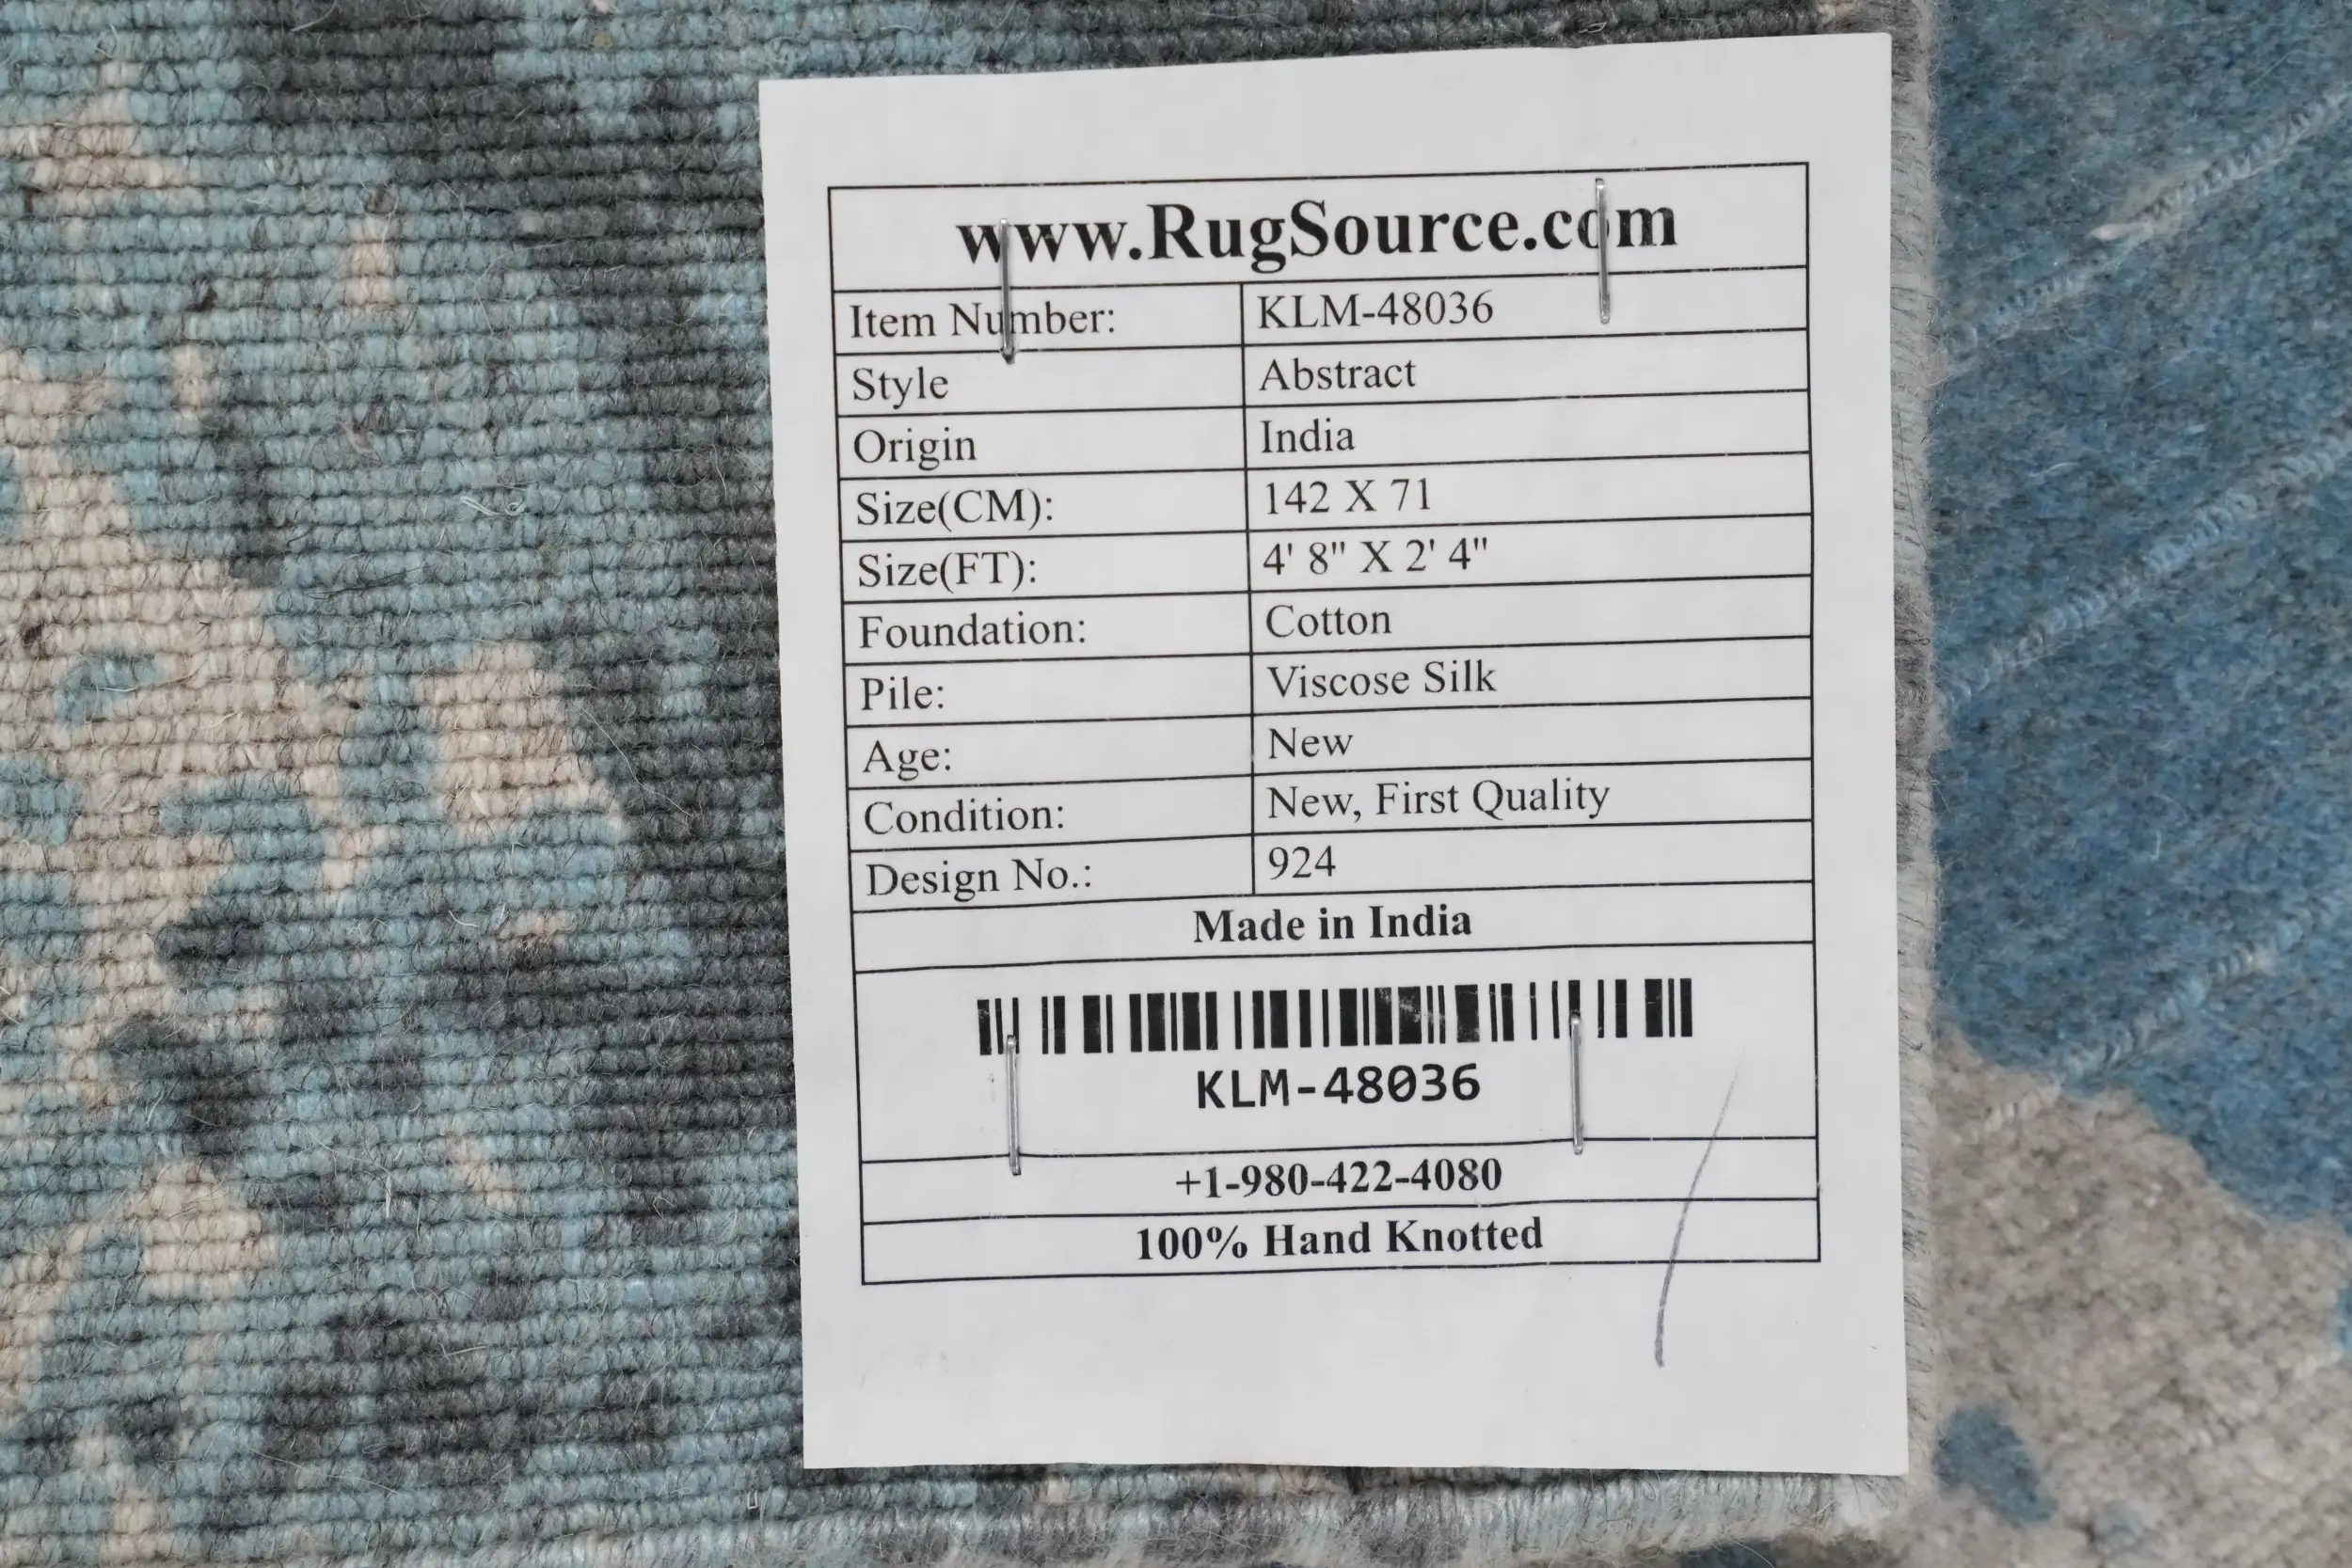 www.RugSource.com
Item Number: KLM-48036
Style Abstract
Origin India
Size(CM): 142 X 71
Size(FT): 4' 8" X 2' 4"
Foundation: Cotton
Pile: Viscose Silk
Age: New
Condition: New, First Quality
Design No.: 924
Made in India
KLM-48036
+1-980-422-4080
100% Hand Knotted